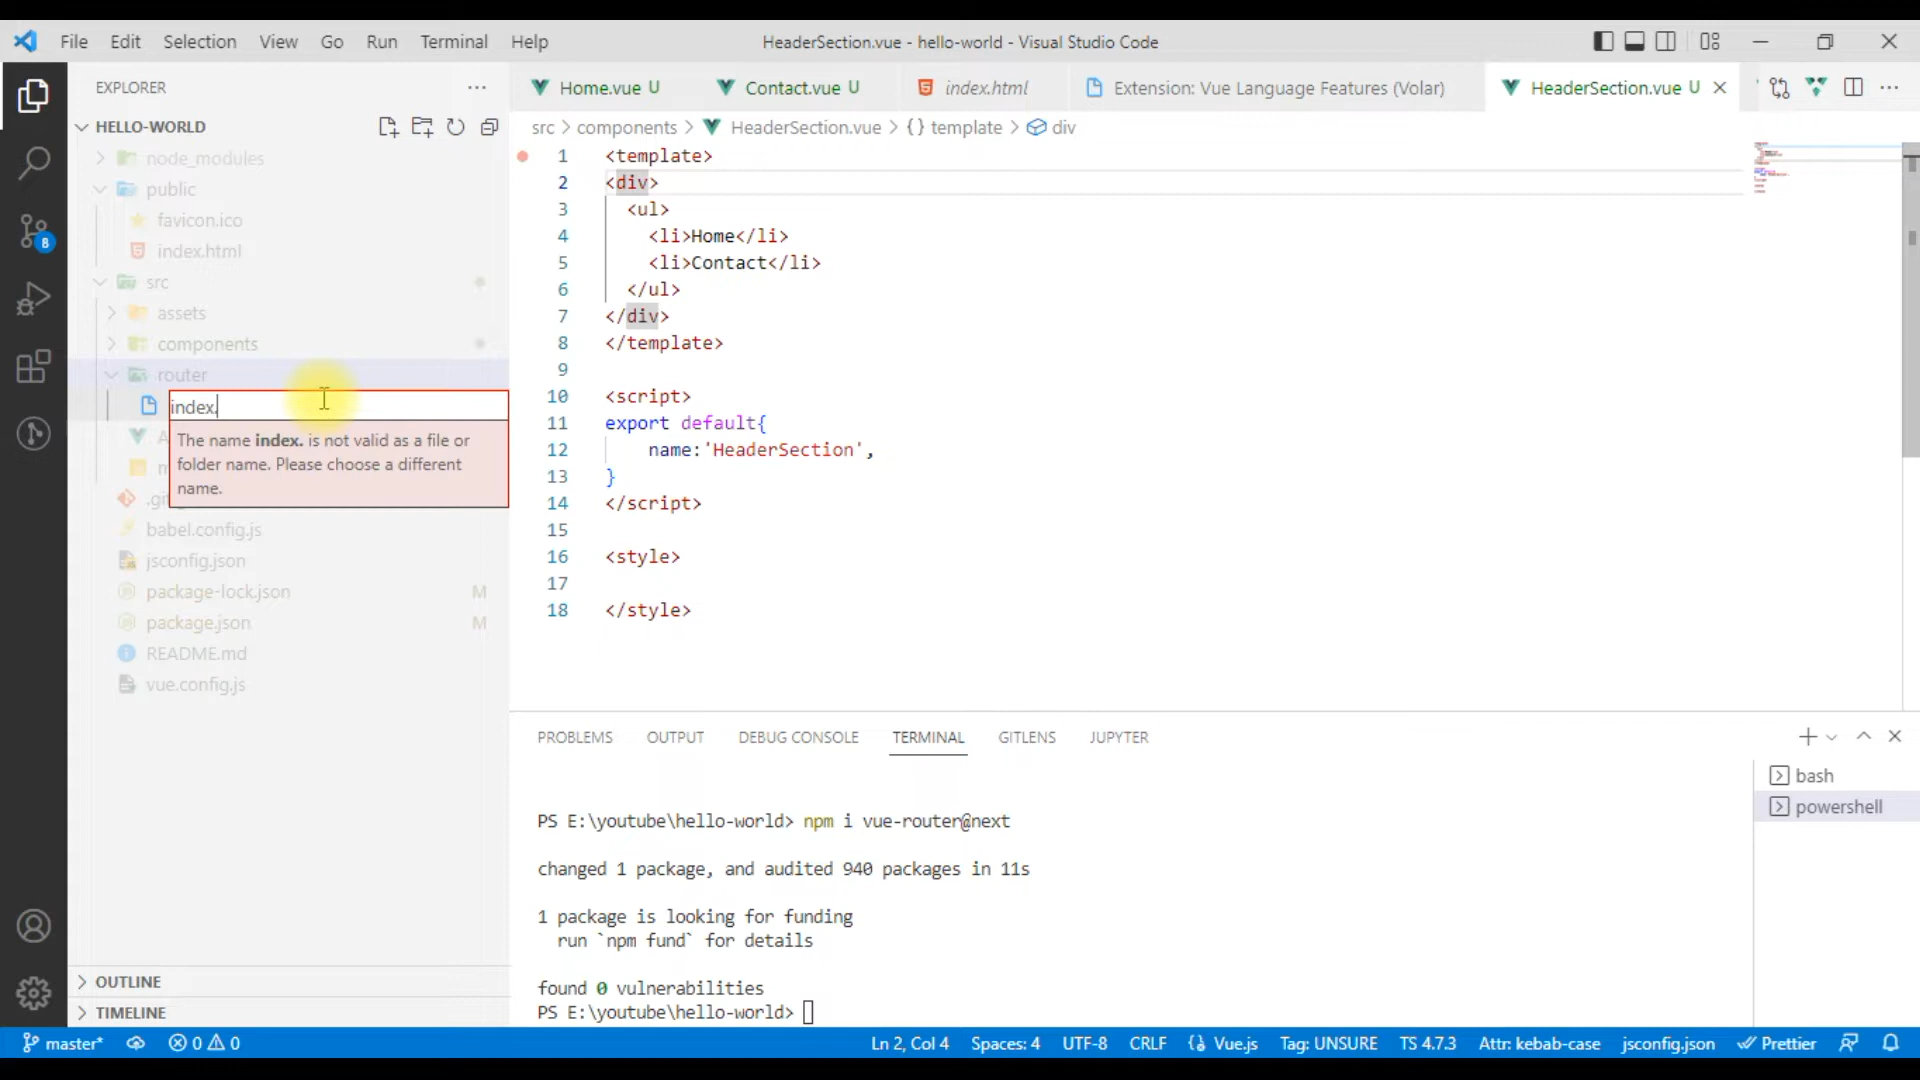 File Edit Selection View Go Run Terminal Help
HeaderSection.vue - hello-world - Visual Studio Code
EXPLORER
HELLO-WORLD
node_modules
public
favicon.ico
index.html
src
assets
components
router
index.
The name index. is not valid as a file or
folder name. Please choose a different
name.
babel.config.js
jsconfig.json
package-lock.json M
package.json M
README.md
vue.config.js
OUTLINE
TIMELINE
8
Home.vue U Contact.vue U index.html Extension: Vue Language Features (Volar) HeaderSection.vue U
src > components > HeaderSection.vue > {} template > div
1 <template>
2 <div>
3 <ul>
4 <li>Home</li>
5 <li>Contact</li>
6 </ul>
7 </div>
8 </template>
9
10 <script>
11 export default{
12 name:'HeaderSection',
13 }
14 </script>
15
16 <style>
17
18 </style>
PROBLEMS OUTPUT DEBUG CONSOLE TERMINAL GITLENS JUPYTER
PS E:\youtube\hello-world> npm i vue-router@next
changed 1 package, and audited 940 packages in 11s
1 package is looking for funding
run `npm fund` for details
found 0 vulnerabilities
PS E:\youtube\hello-world>
bash
powershell
master* 0 0 Ln 2, Col 4 Spaces: 4 UTF-8 CRLF Vue.js Tag: UNSURE TS 4.7.3 Attr: kebab-case jsconfig.json Prettier